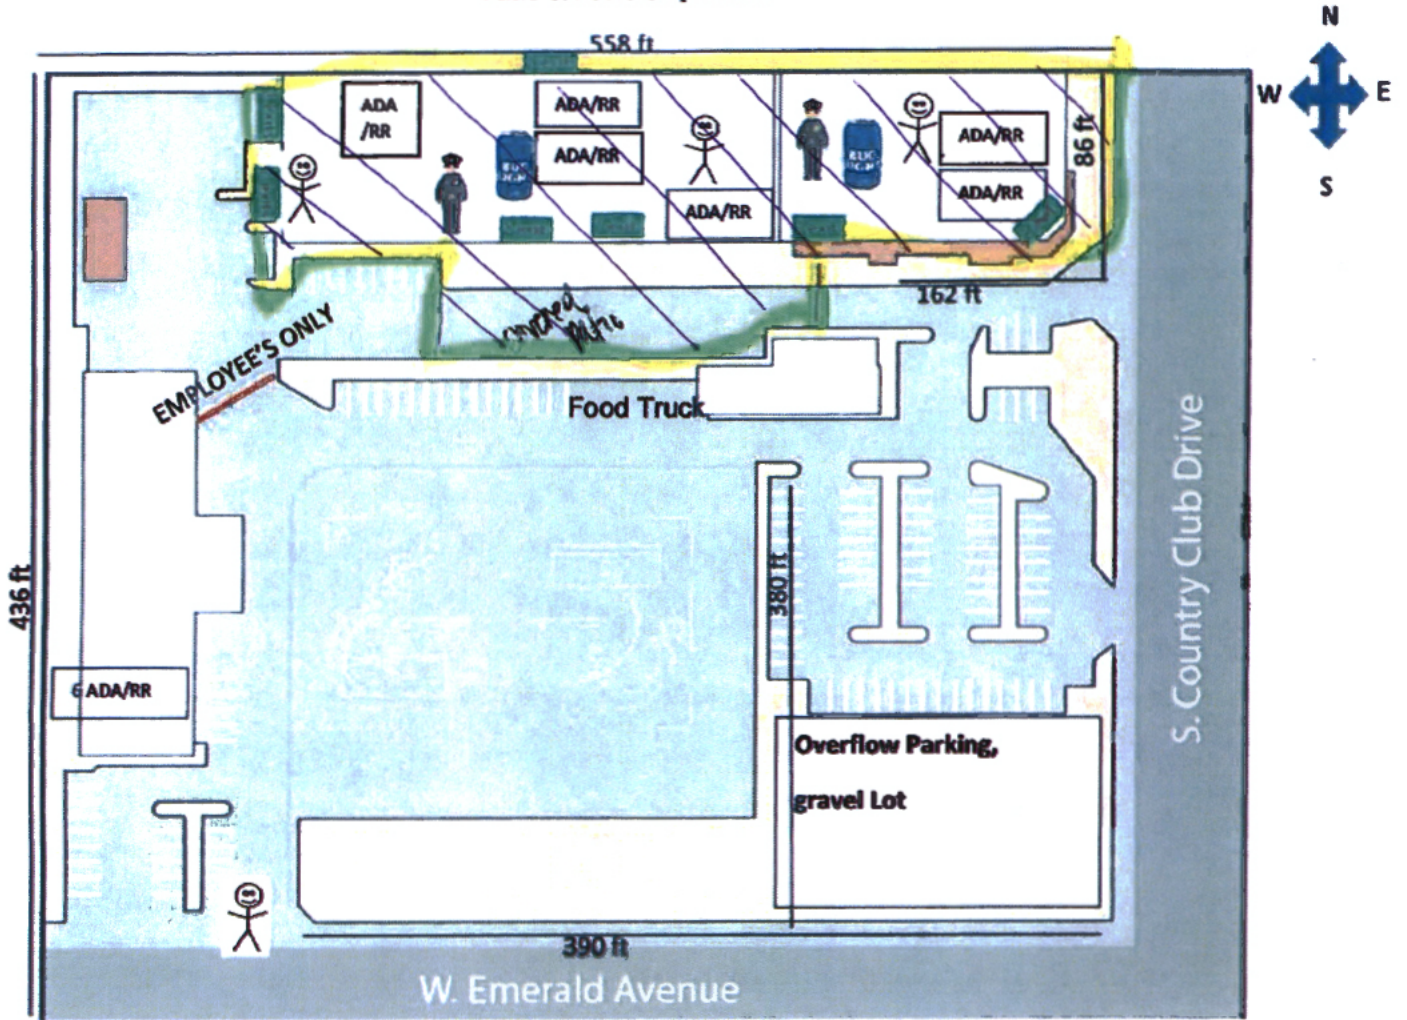 N
W E
S
558 ft
ADA
/RR
ADA/RR
ADA/RR
ADA/RR
ADA/RR
ADA/RR
86 ft
162 ft
covered
patio
EMPLOYEE'S ONLY
Food Truck
S. Country Club Drive
436 ft
380 ft
6 ADA/RR
Overflow Parking,
gravel Lot
390 ft
W. Emerald Avenue